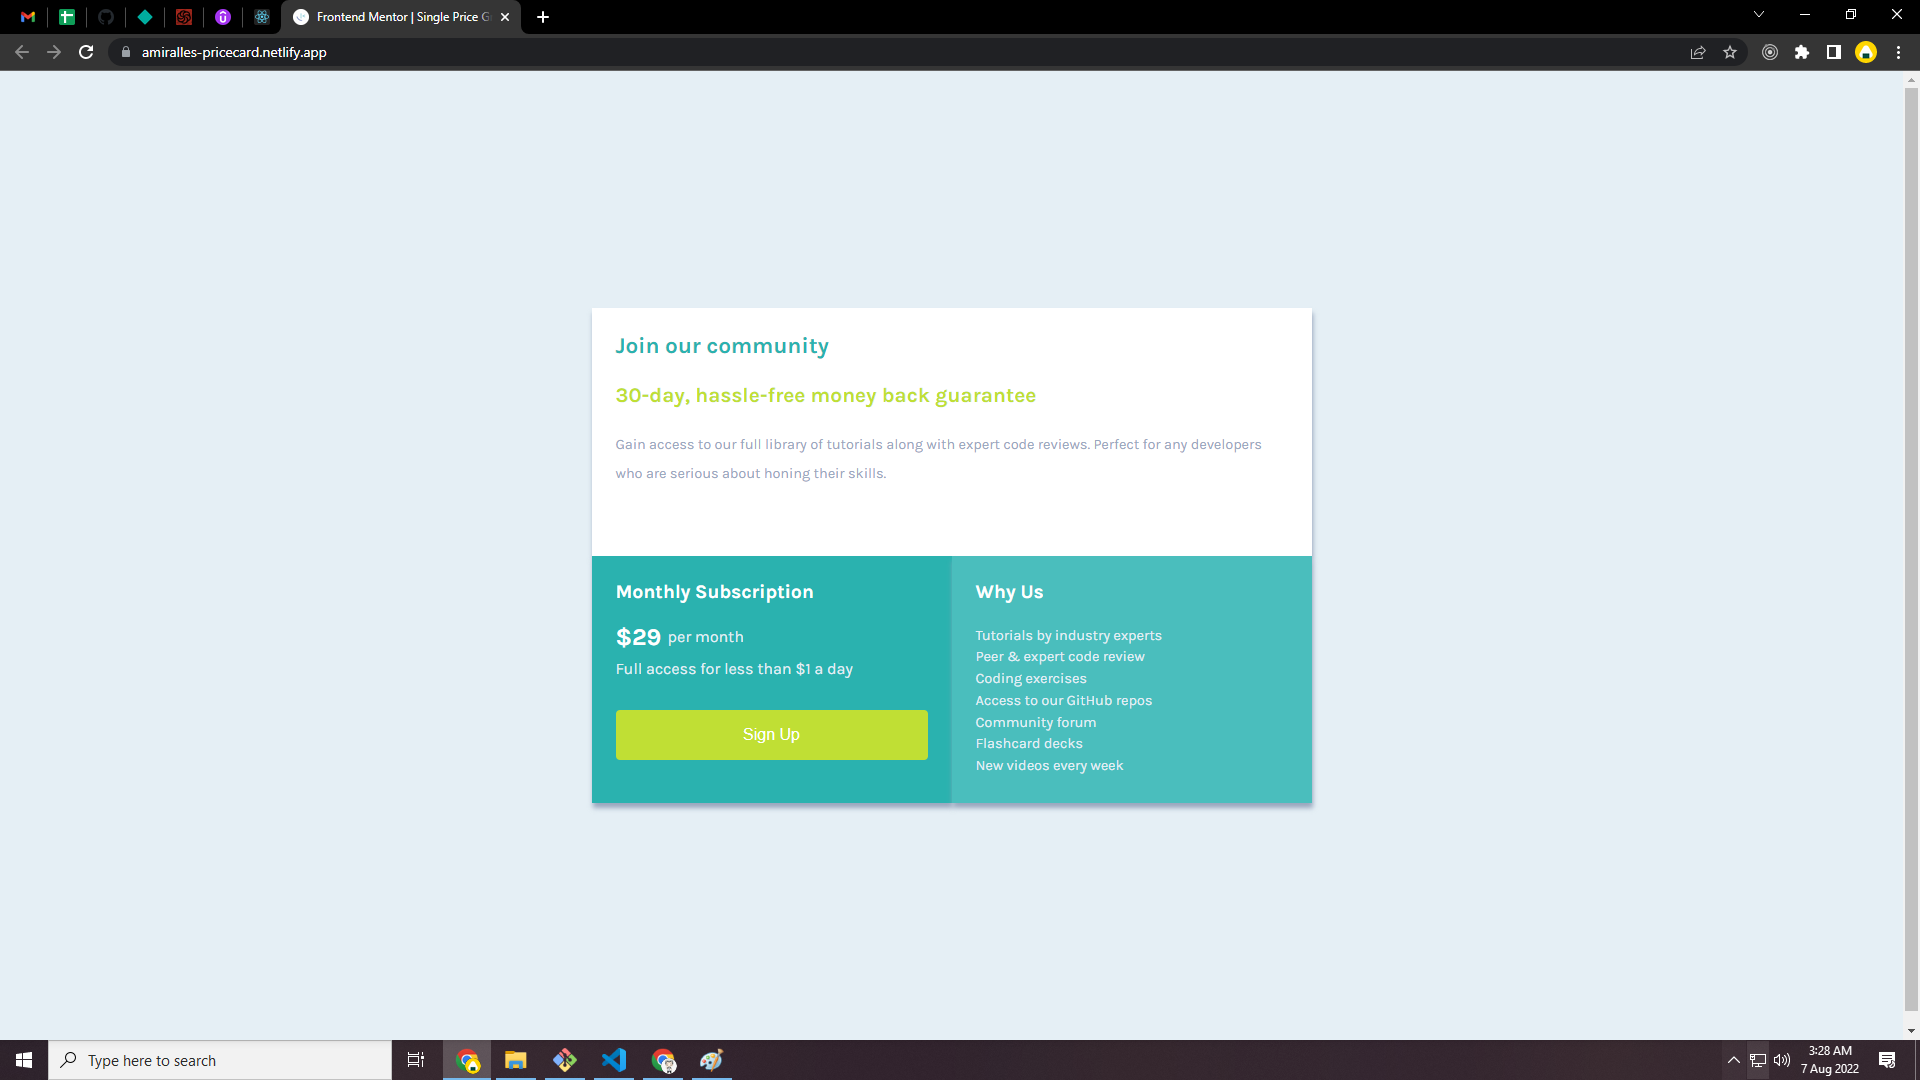 Frontend Mentor | Single Price G
amiralles-pricecard.netlify.app
Join our community
30-day, hassle-free money back guarantee
Gain access to our full library of tutorials along with expert code reviews. Perfect for any developers
who are serious about honing their skills.
Monthly Subscription
$29 per month
Full access for less than $1 a day
Sign Up
Why Us
Tutorials by industry experts
Peer & expert code review
Coding exercises
Access to our GitHub repos
Community forum
Flashcard decks
New videos every week
Type here to search
3:28 AM
7 Aug 2022